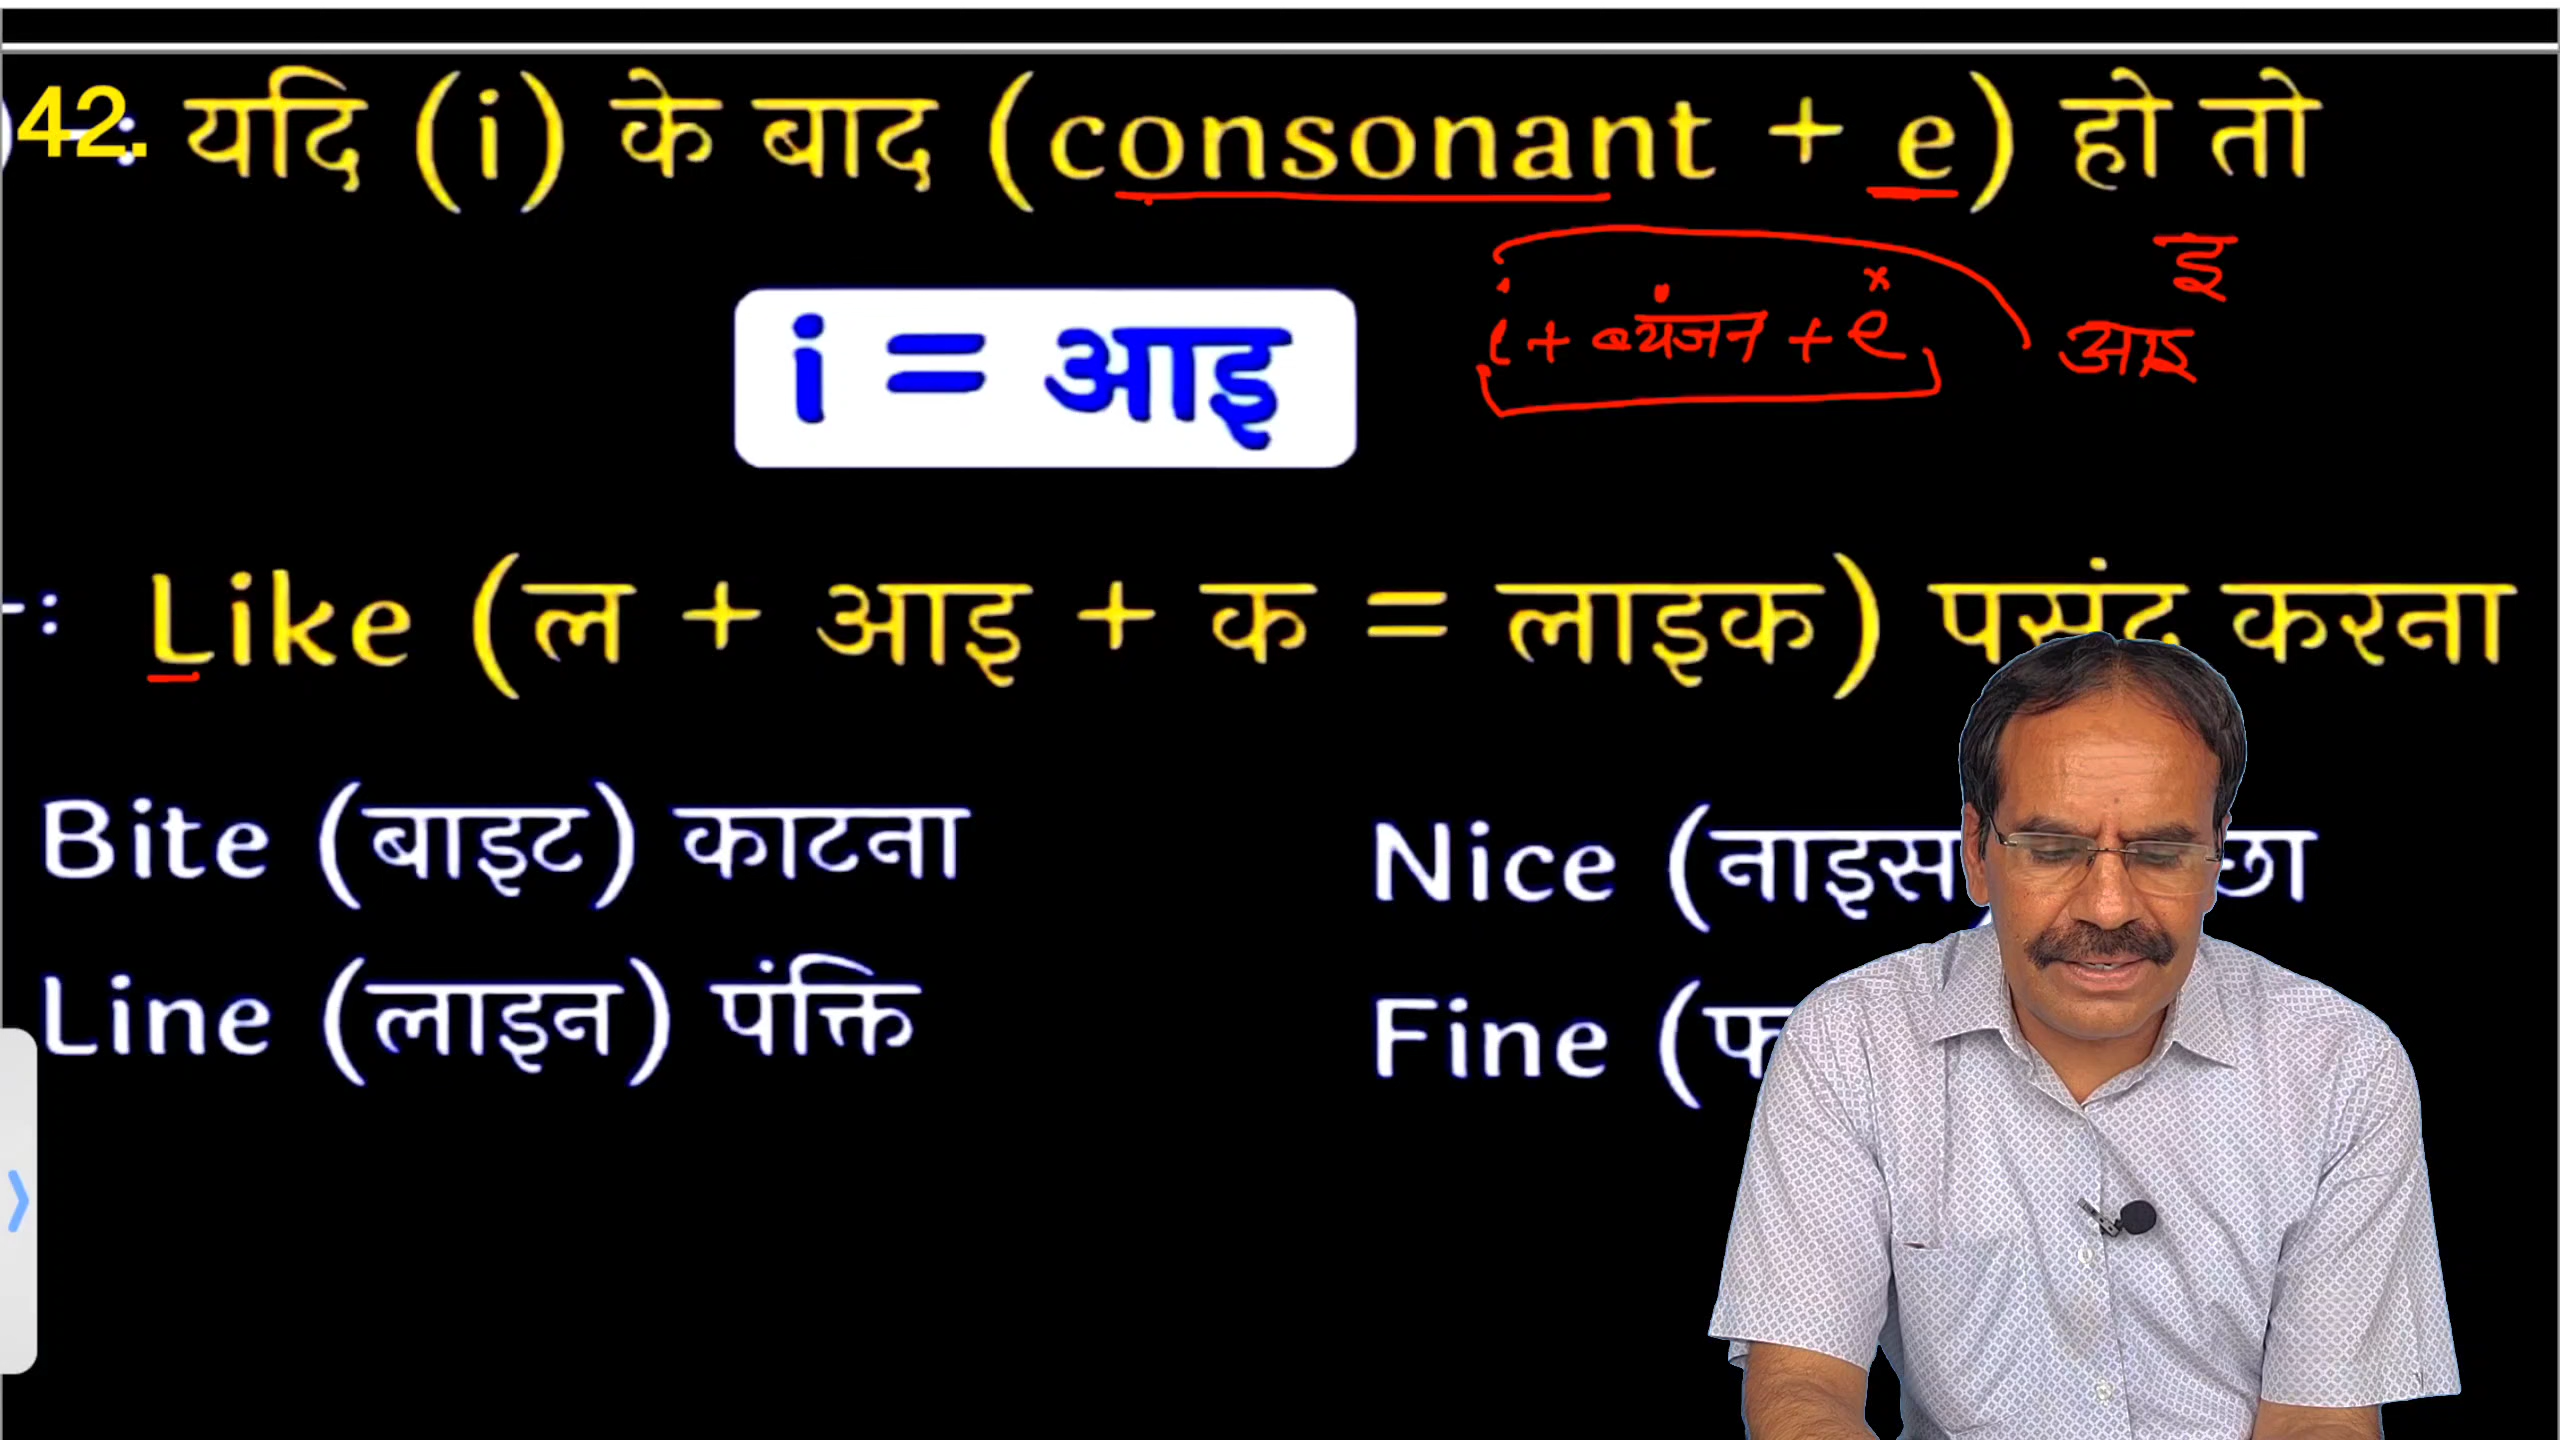 42. यदि (i) के बाद (consonant + e) हो तो
i = आइ
i + व्यंजन + e
इ
आइ
Like (ल + आइ + क = लाइक) पसंद करना
Bite (बाइट) काटना
Nice (नाइस)
Line (लाइन) पंक्ति
Fine (